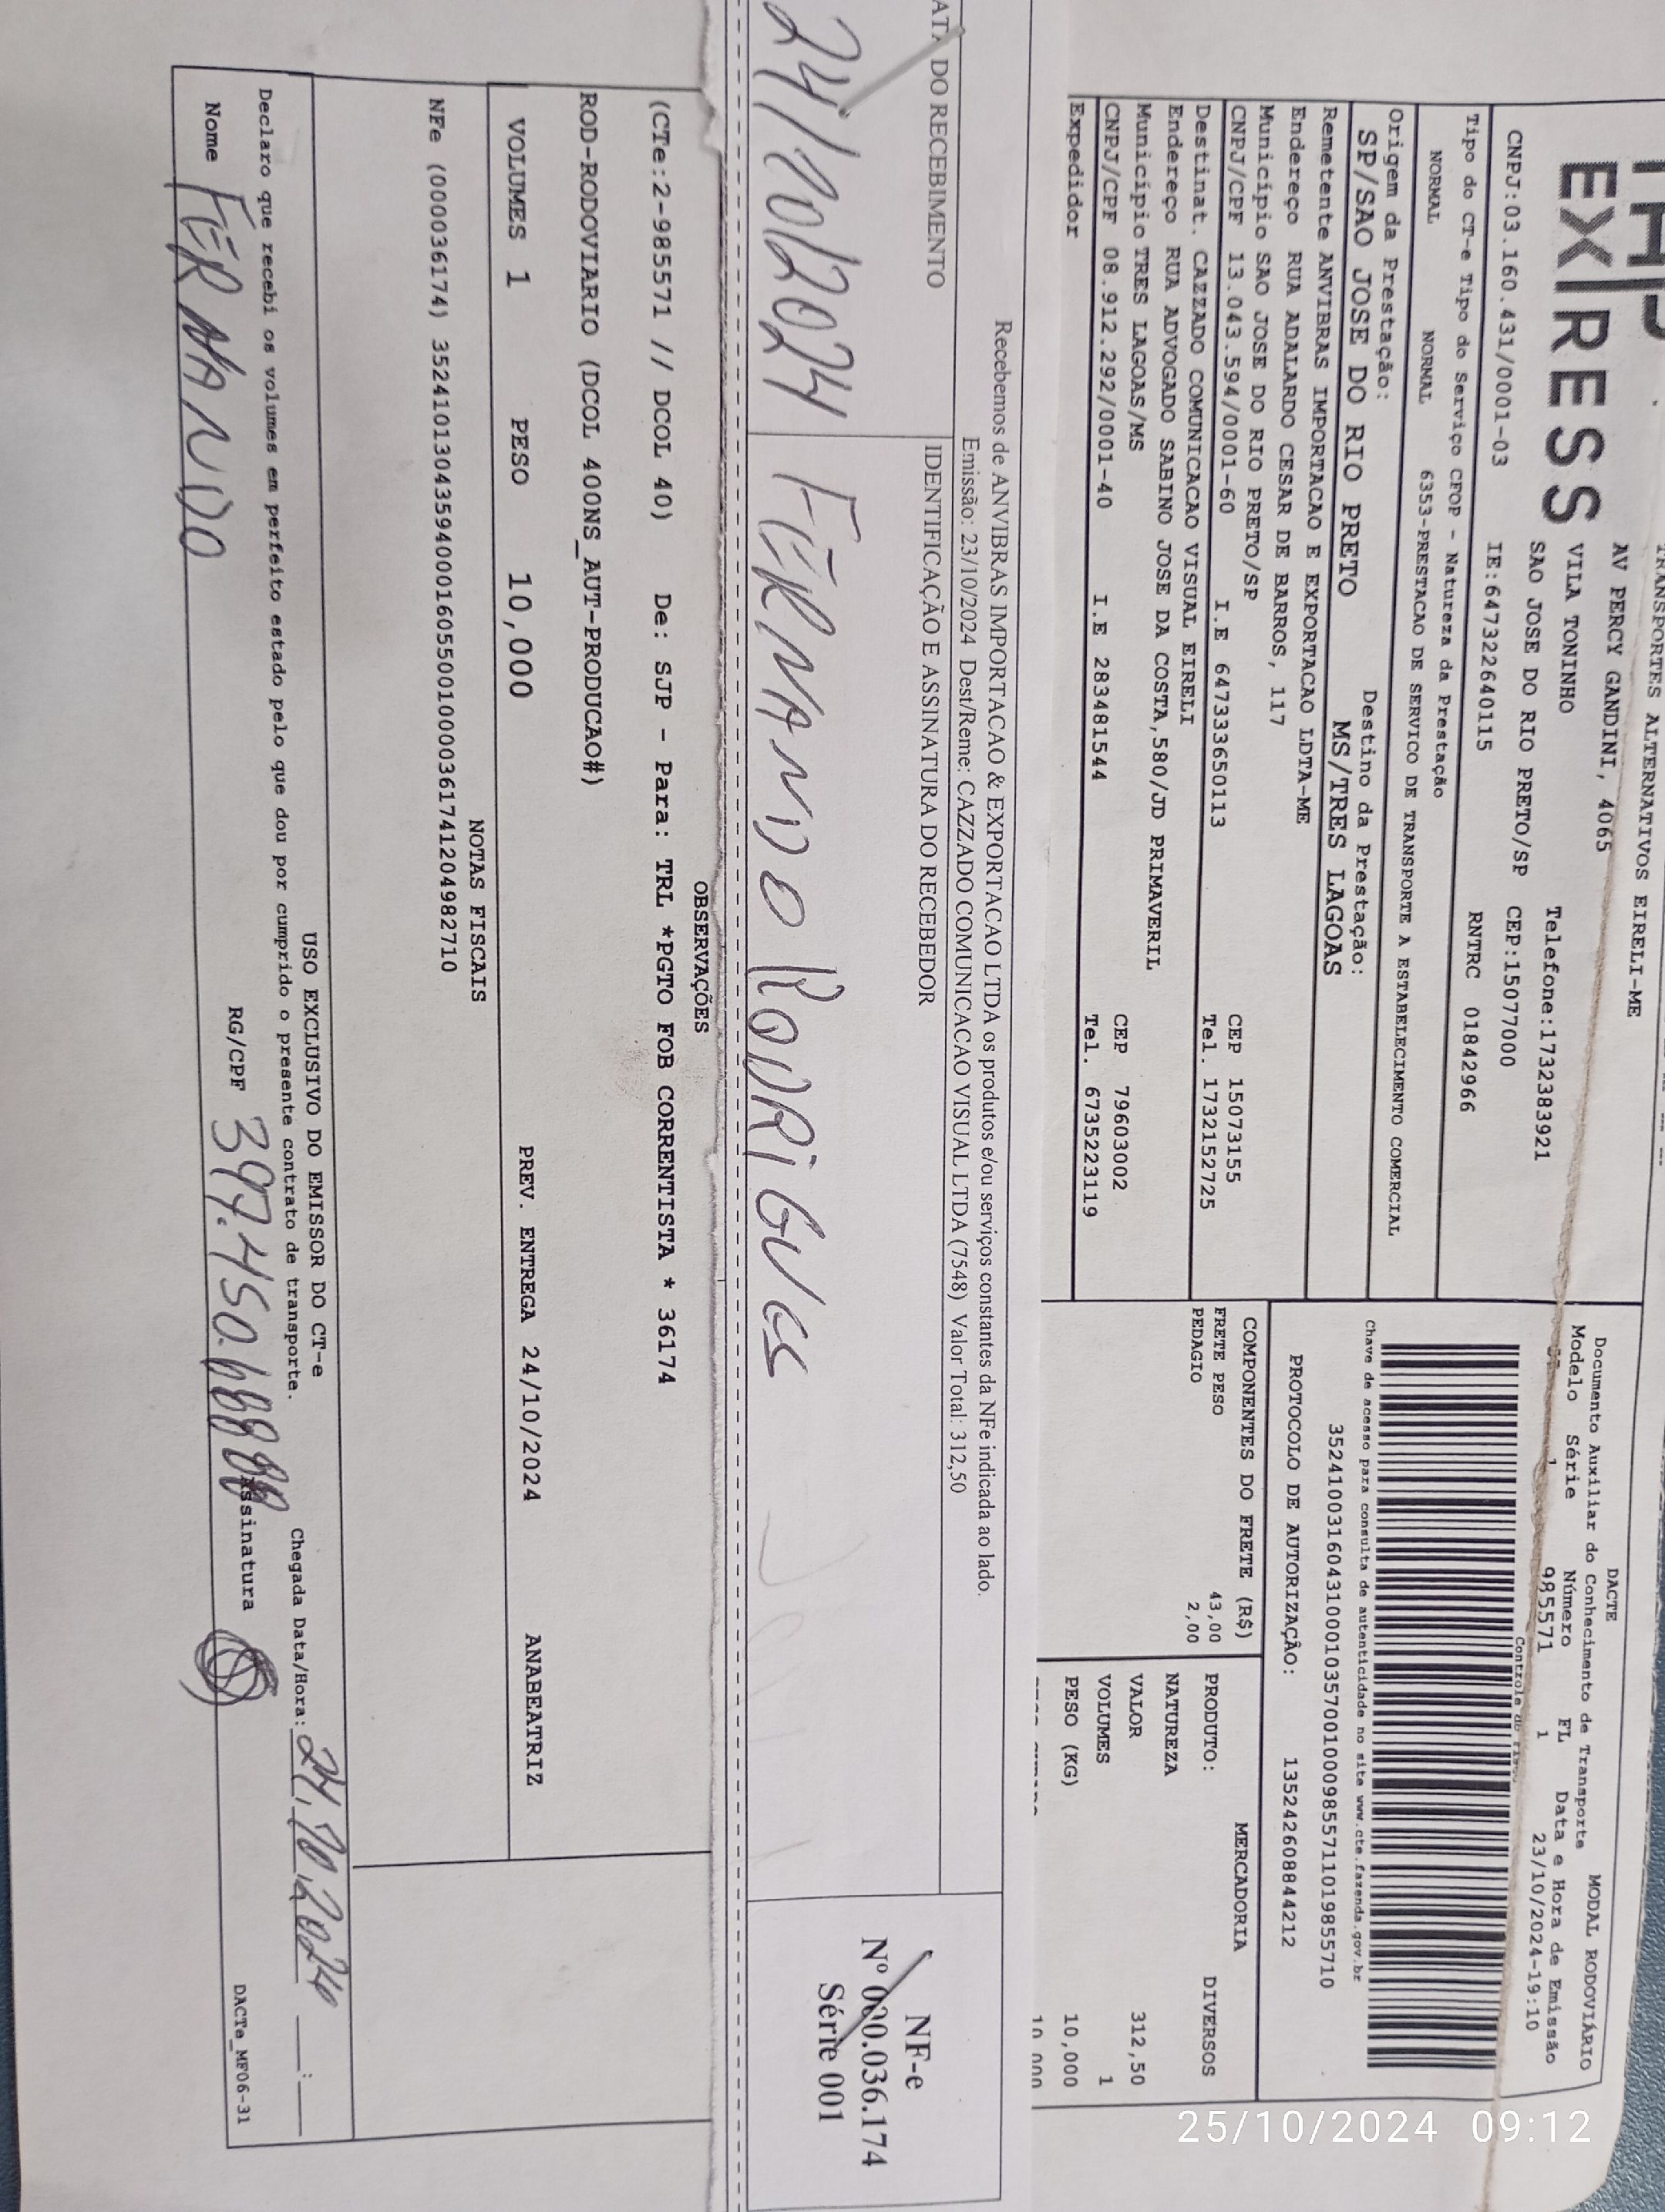 EXPRESS
TRANSPORTES ALTERNATIVOS EIRELI-ME
AV PERCY GANDINI, 4065
VILA TONINHO
Telefone:1732383921
SAO JOSE DO RIO PRETO/SP CEP:15077000
CNPJ:03.160.431/0001-03 IE:647322640115 RNTRC 01842966
Tipo do CT-e Tipo do Serviço CFOP - Natureza da Prestação
NORMAL NORMAL 6353-PRESTACAO DE SERVICO DE TRANSPORTE A ESTABELECIMENTO COMERCIAL
Origem da Prestação: Destino da Prestação:
SP/SAO JOSE DO RIO PRETO MS/TRES LAGOAS
Remetente ANVIBRAS IMPORTACAO E EXPORTACAO LDTA-ME
Endereço RUA ADALARDO CESAR DE BARROS, 117
Município SAO JOSE DO RIO PRETO/SP CEP 15073155
CNPJ/CPF 13.043.594/0001-60 I.E 647333650113 Tel. 1732152725
Destinat. CAZZADO COMUNICACAO VISUAL EIRELI
Endereço RUA ADVOGADO SABINO JOSE DA COSTA,580/JD PRIMAVERIL
Município TRES LAGOAS/MS CEP 79603002
CNPJ/CPF 08.912.292/0001-40 I.E 283481544 Tel. 6735223119
Expedidor
DACTE MODAL RODOVIÁRIO
Documento Auxiliar do Conhecimento de Transporte
Modelo Série Número FL Data e Hora de Emissão
1 985571 1 23/10/2024-19:10
Controle do Fisco
Chave de acesso para consulta de autenticidade no site www.cte.fazenda.gov.br
35241003160431000103570010009855711019855710
PROTOCOLO DE AUTORIZAÇÃO: 135242608844212
COMPONENTES DO FRETE (R$)
FRETE PESO 43,00
PEDAGIO 2,00
MERCADORIA
PRODUTO: DIVERSOS
NATUREZA
VALOR 312,50
VOLUMES 1
PESO (KG) 10,000
10,000
Recebemos de ANVIBRAS IMPORTACAO & EXPORTACAO LTDA os produtos e/ou serviços constantes da NFe indicada ao lado.
Emissão: 23/10/2024 Dest/Reme: CAZZADO COMUNICACAO VISUAL LTDA (7548) Valor Total: 312,50
DO RECEBIMENTO IDENTIFICAÇÃO E ASSINATURA DO RECEBEDOR
24/10/2024 FERNANDO RODRIGUES
NF-e
Nº 000.036.174
Série 001
OBSERVAÇÕES
(CTe:2-985571 // DCOL 40) De: SJP - Para: TRL *PGTO FOB CORRENTISTA * 36174
ROD-RODOVIARIO (DCOL 400NS_AUT-PRODUCAO#)
VOLUMES 1 PESO 10,000 PREV. ENTREGA 24/10/2024 ANABEATRIZ
NOTAS FISCAIS
NFe (000036174) 35241013043594000160550010000361741204982710
USO EXCLUSIVO DO EMISSOR DO CT-e
Declaro que recebi os volumes em perfeito estado pelo que dou por cumprido o presente contrato de transporte.
Chegada Data/Hora: 24.10.2024 __:__
Nome FERNANDO RG/CPF Assinatura
DACTe_MF06-31
25/10/2024 09:12